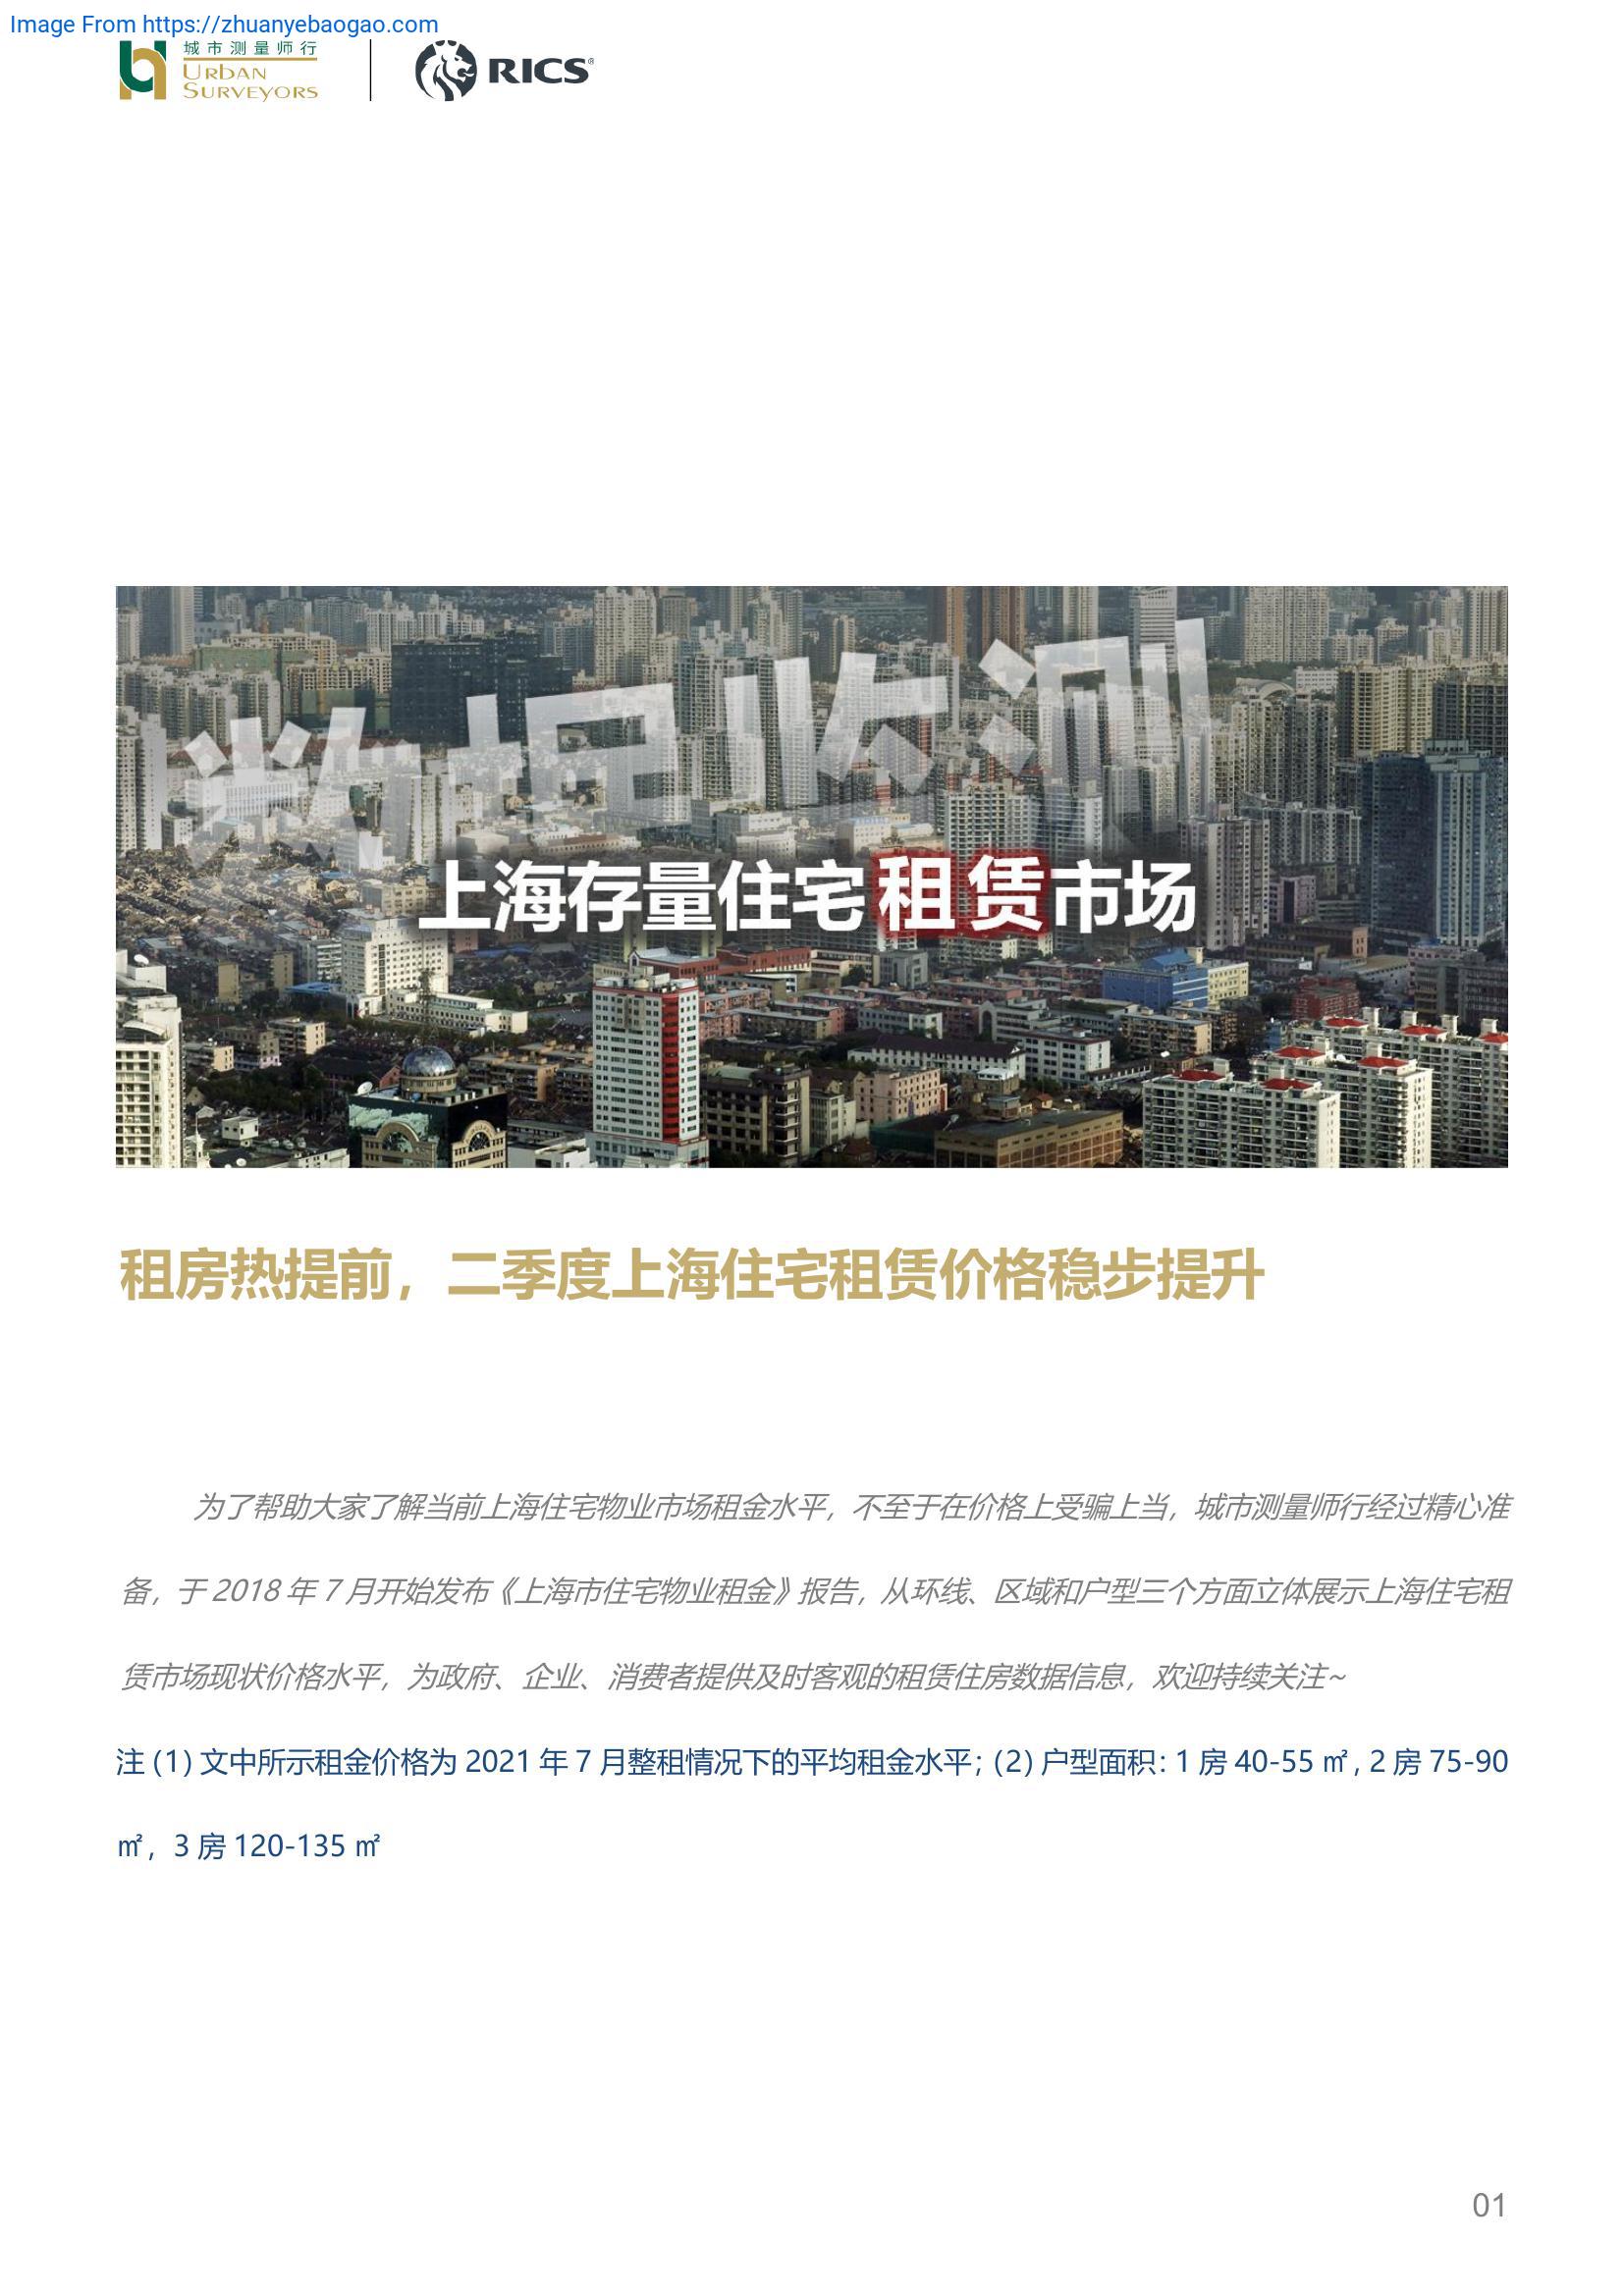 Image From https://zhuanyebaogao.com
城市测量师行
URBAN
SURVEYORS
RICS®
数据监测
上海存量住宅租赁市场
租房热提前，二季度上海住宅租赁价格稳步提升
为了帮助大家了解当前上海住宅物业市场租金水平，不至于在价格上受骗上当，城市测量师行经过精心准
备，于 2018 年 7 月开始发布《上海市住宅物业租金》报告，从环线、区域和户型三个方面立体展示上海住宅租
赁市场现状价格水平，为政府、企业、消费者提供及时客观的租赁住房数据信息，欢迎持续关注~
注 (1) 文中所示租金价格为 2021 年 7 月整租情况下的平均租金水平；(2) 户型面积：1 房 40-55 ㎡，2 房 75-90
㎡，3 房 120-135 ㎡
01